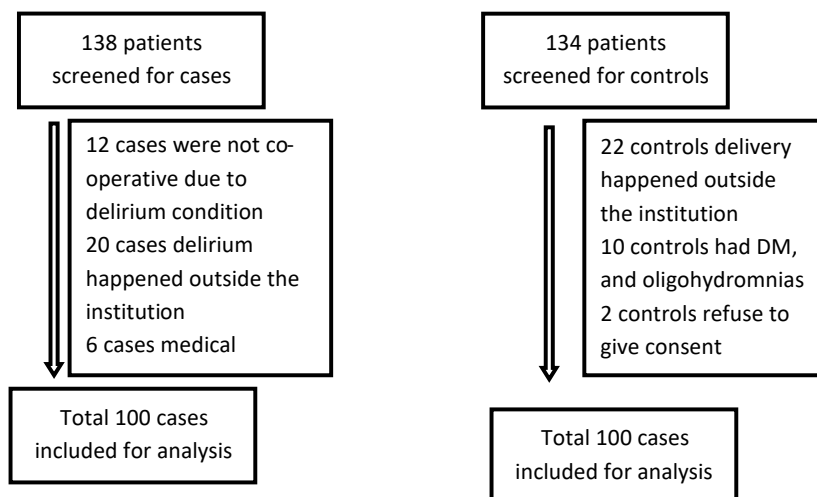 138 patients
screened for cases
12 cases were not co-
operative due to
delirium condition
20 cases delirium
happened outside the
institution
6 cases medical
Total 100 cases
included for analysis
134 patients
screened for controls
22 controls delivery
happened outside
the institution
10 controls had DM,
and oligohydromnias
2 controls refuse to
give consent
Total 100 cases
included for analysis